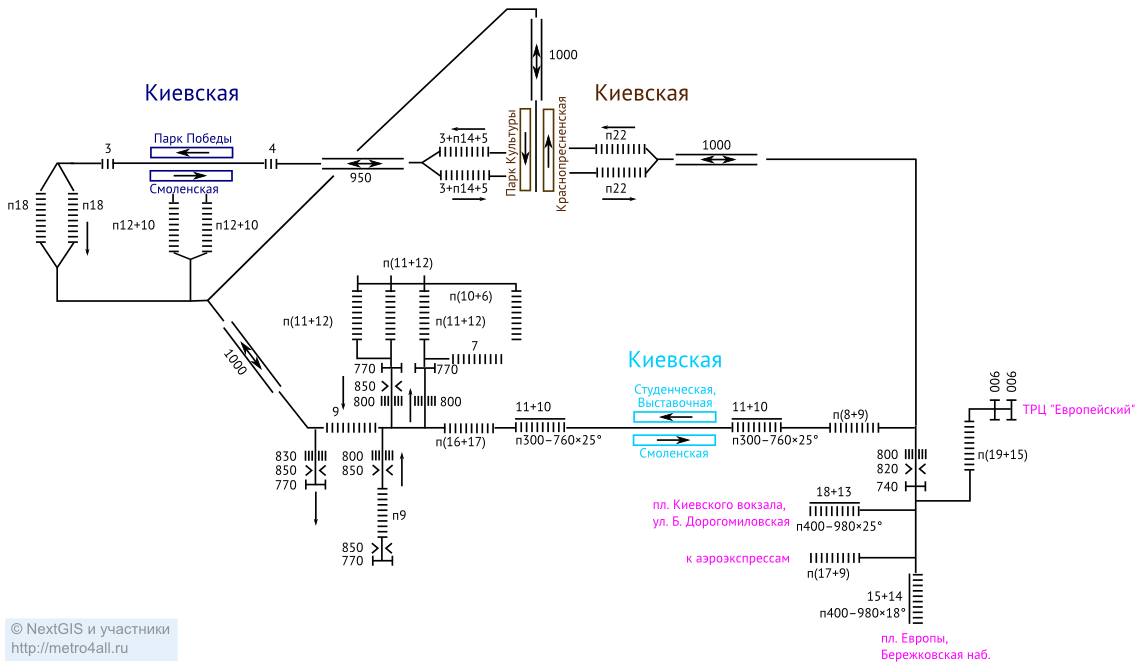 1000
Киевская
Киевская
Парк Победы
Смоленская
3
4
950
3+п14+5
3+п14+5
Парк Культуры
Краснопресненская
п22
п22
1000
п18
п18
п12+10
п12+10
п(11+12)
п(10+6)
п(11+12)
п(11+12)
7
1000
770
770
850
800
800
9
Киевская
Студенческая,
Выставочная
Смоленская
11+10
п300–760×25°
11+10
п300–760×25°
п(16+17)
п(8+9)
900
900
ТРЦ "Европейский"
830
850
770
800
850
п9
850
770
800
820
740
п(19+15)
пл. Киевского вокзала,
ул. Б. Дорогомиловская
18+13
п400–980×25°
к аэроэкспрессам
п(17+9)
15+14
п400–980×18°
пл. Европы,
Бережковская наб.
© NextGIS и участники
http://metro4all.ru